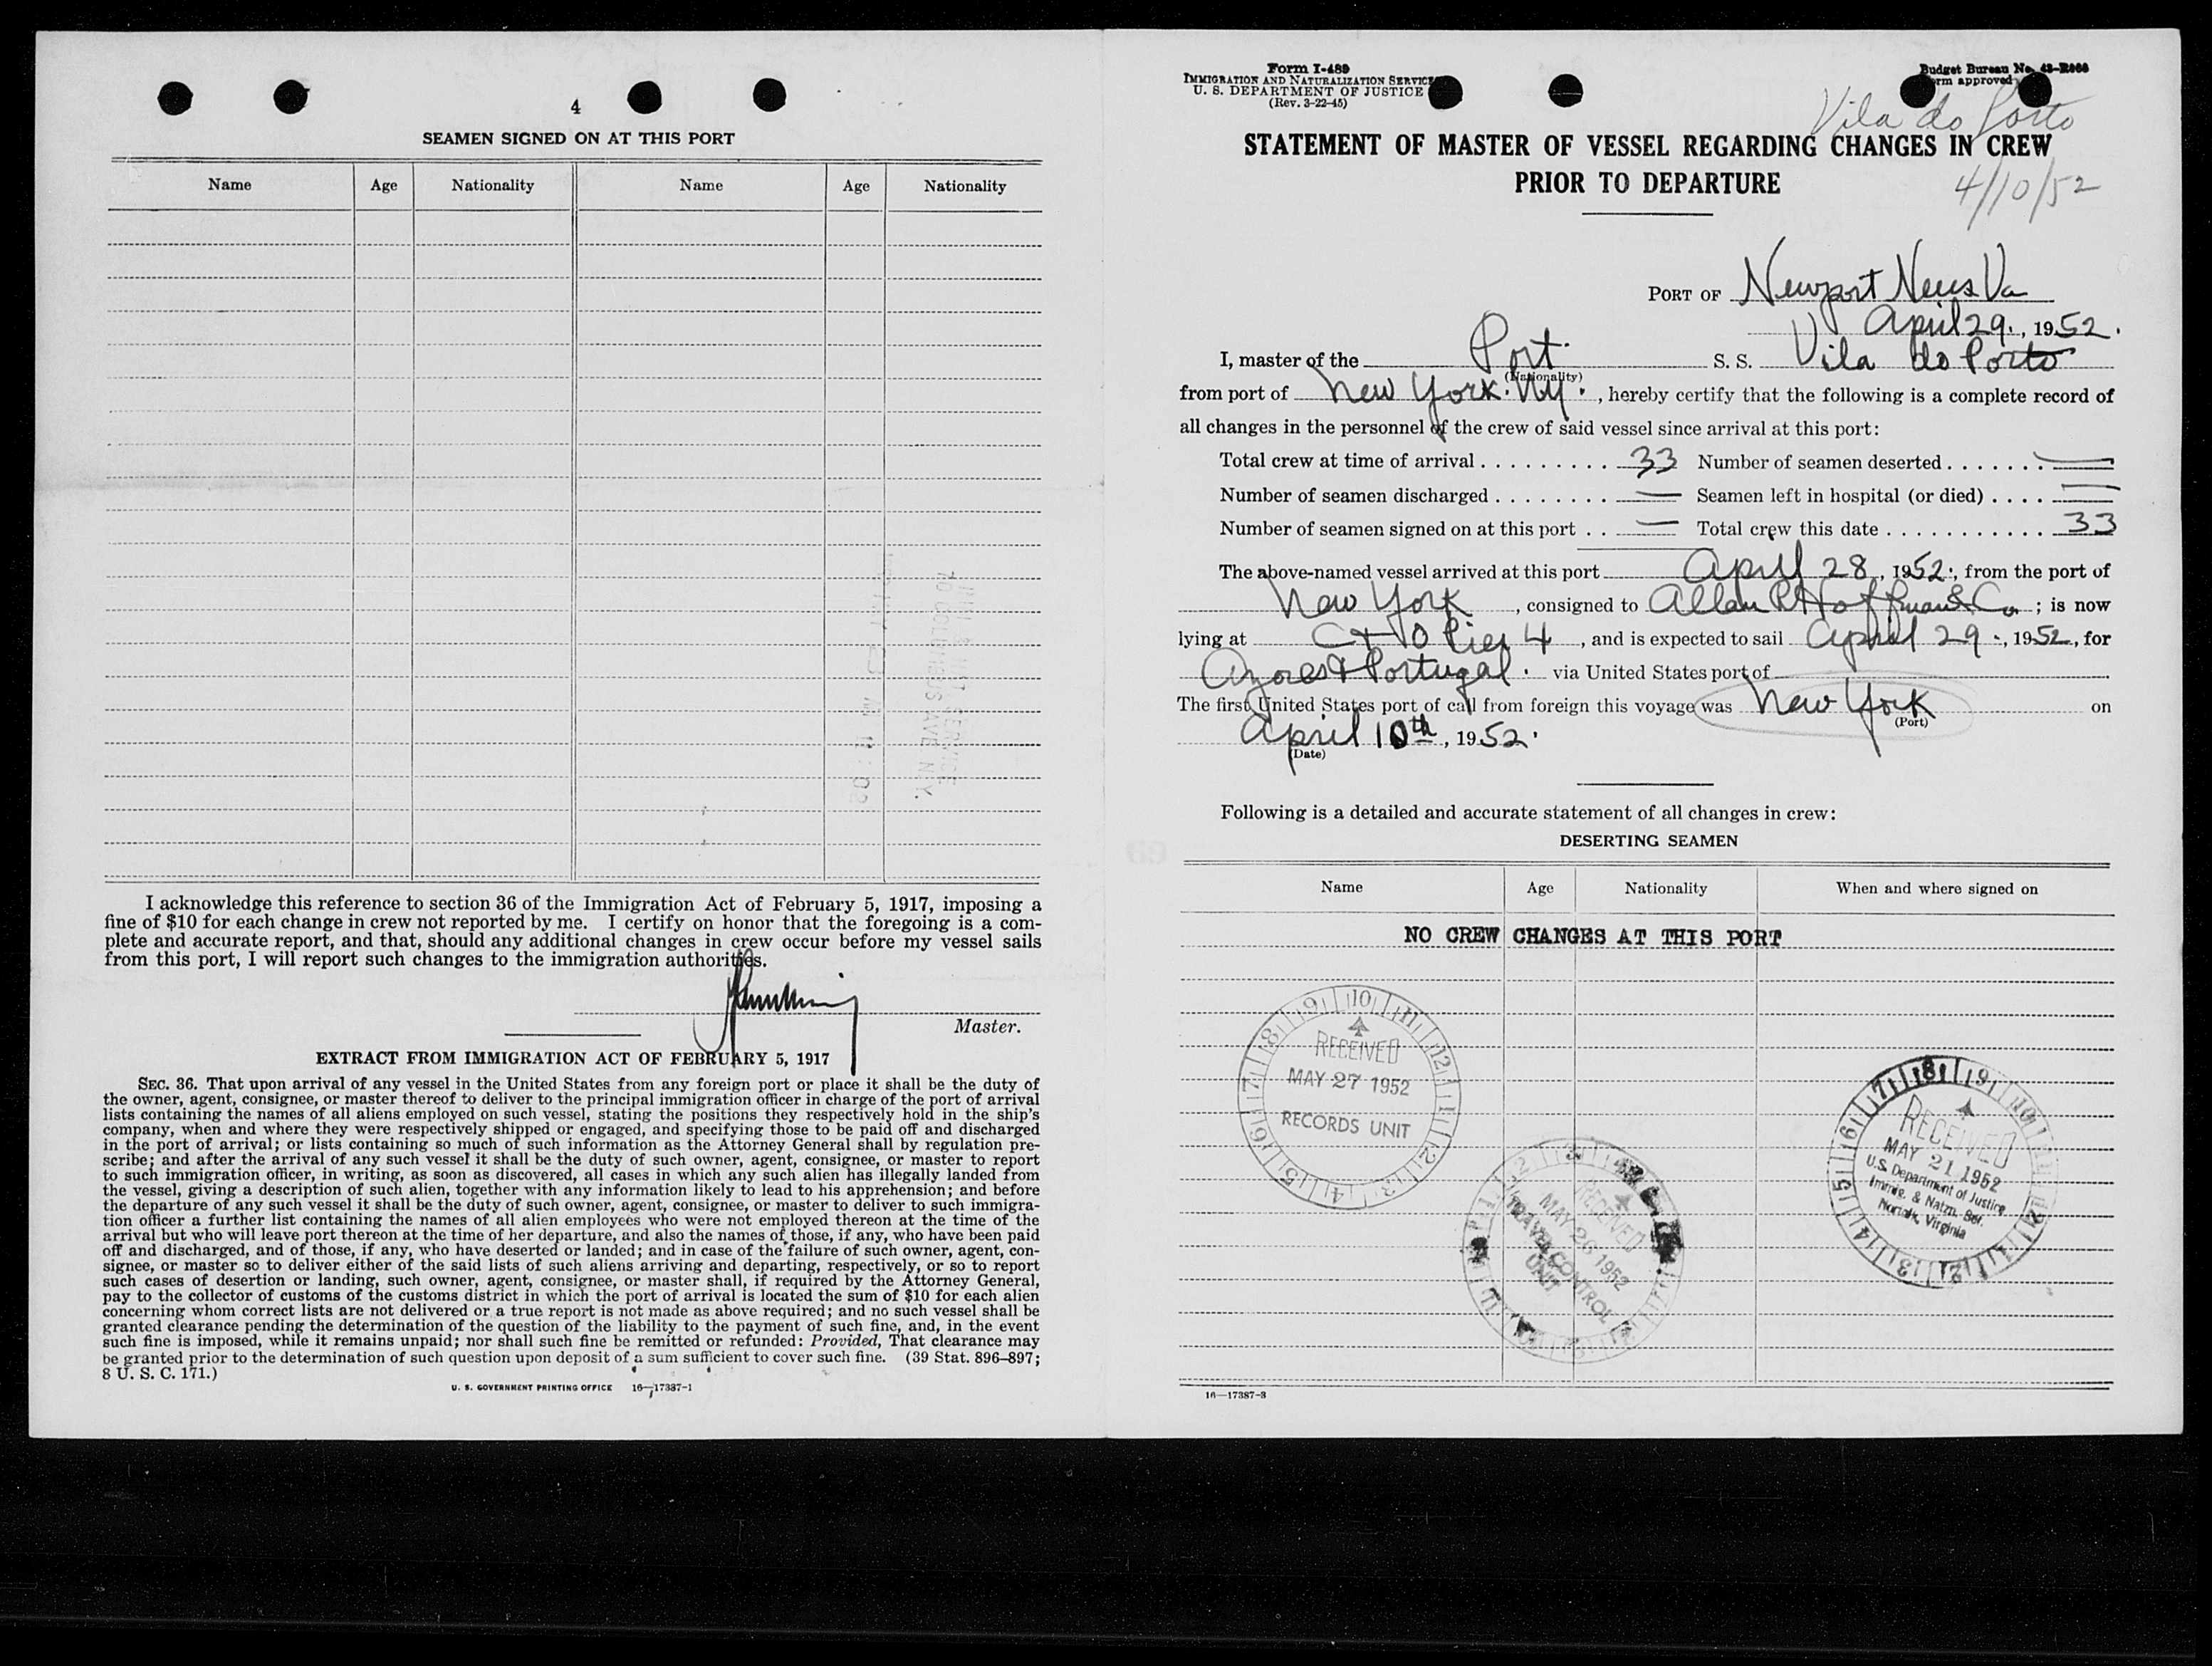 4
SEAMEN SIGNED ON AT THIS PORT
Name Age Nationality Name Age Nationality
I acknowledge this reference to section 36 of the Immigration Act of February 5, 1917, imposing a
fine of $10 for each change in crew not reported by me. I certify on honor that the foregoing is a com-
plete and accurate report, and that, should any additional changes in crew occur before my vessel sails
from this port, I will report such changes to the immigration authorities.
Master.
EXTRACT FROM IMMIGRATION ACT OF FEBRUARY 5, 1917
SEC. 36. That upon arrival of any vessel in the United States from any foreign port or place it shall be the duty of
the owner, agent, consignee, or master thereof to deliver to the principal immigration officer in charge of the port of arrival
lists containing the names of all aliens employed on such vessel, stating the positions they respectively hold in the ship's
company, when and where they were respectively shipped or engaged, and specifying those to be paid off and discharged
in the port of arrival; or lists containing so much of such information as the Attorney General shall by regulation pre-
scribe; and after the arrival of any such vessel it shall be the duty of such owner, agent, consignee, or master to report
to such immigration officer, in writing, as soon as discovered, all cases in which any such alien has illegally landed from
the vessel, giving a description of such alien, together with any information likely to lead to his apprehension; and before
the departure of any such vessel it shall be the duty of such owner, agent, consignee, or master to deliver to such immigra-
tion officer a further list containing the names of all alien employees who were not employed thereon at the time of the
arrival but who will leave port thereon at the time of her departure, and also the names of those, if any, who have been paid
off and discharged, and of those, if any, who have deserted or landed; and in case of the failure of such owner, agent, con-
signee, or master so to deliver either of the said lists of such aliens arriving and departing, respectively, or so to report
such cases of desertion or landing, such owner, agent, consignee, or master shall, if required by the Attorney General,
pay to the collector of customs of the customs district in which the port of arrival is located the sum of $10 for each alien
concerning whom correct lists are not delivered or a true report is not made as above required; and no such vessel shall be
granted clearance pending the determination of the question of the liability to the payment of such fine, and, in the event
such fine is imposed, while it remains unpaid; nor shall such fine be remitted or refunded: Provided, That clearance may
be granted prior to the determination of such question upon deposit of a sum sufficient to cover such fine. (39 Stat. 896–897;
8 U. S. C. 171.)
U. S. GOVERNMENT PRINTING OFFICE 16—17387-1
Form I-489
IMMIGRATION AND NATURALIZATION SERVICE
U. S. DEPARTMENT OF JUSTICE
(Rev. 3-22-45)
Budget Bureau No. 43-R066
Form approved
Vila do Porto
STATEMENT OF MASTER OF VESSEL REGARDING CHANGES IN CREW
PRIOR TO DEPARTURE
4/10/52
PORT OF Newport News Va
April 29., 1952.
I, master of the Port. S. S. Vila do Porto
(Nationality)
from port of New York. NY. , hereby certify that the following is a complete record of
all changes in the personnel of the crew of said vessel since arrival at this port:
Total crew at time of arrival . . . . . . . . . 33 Number of seamen deserted . . . . . . . —
Number of seamen discharged . . . . . . . . — Seamen left in hospital (or died) . . . . —
Number of seamen signed on at this port . . — Total crew this date . . . . . . . . . . . 33
The above-named vessel arrived at this port April 28, 1952., from the port of
New York , consigned to Allan R Hoffman & Co ; is now
lying at C + O Pier 4 , and is expected to sail April 29 ., 1952, for
Azores & Portugal . via United States port of
The first United States port of call from foreign this voyage was New York on
(Port)
April 10th, 1952.
(Date)
Following is a detailed and accurate statement of all changes in crew:
DESERTING SEAMEN
Name Age Nationality When and where signed on
NO CREW CHANGES AT THIS PORT
RECEIVED
MAY 27 1952
RECORDS UNIT
RECEIVED
MAY 26 1952
TRAVEL CONTROL
UNIT
RECEIVED
MAY 21 1952
U.S. Department of Justice
Immig. & Natzn. Ser.
Norfolk, Virginia
16—17387-3